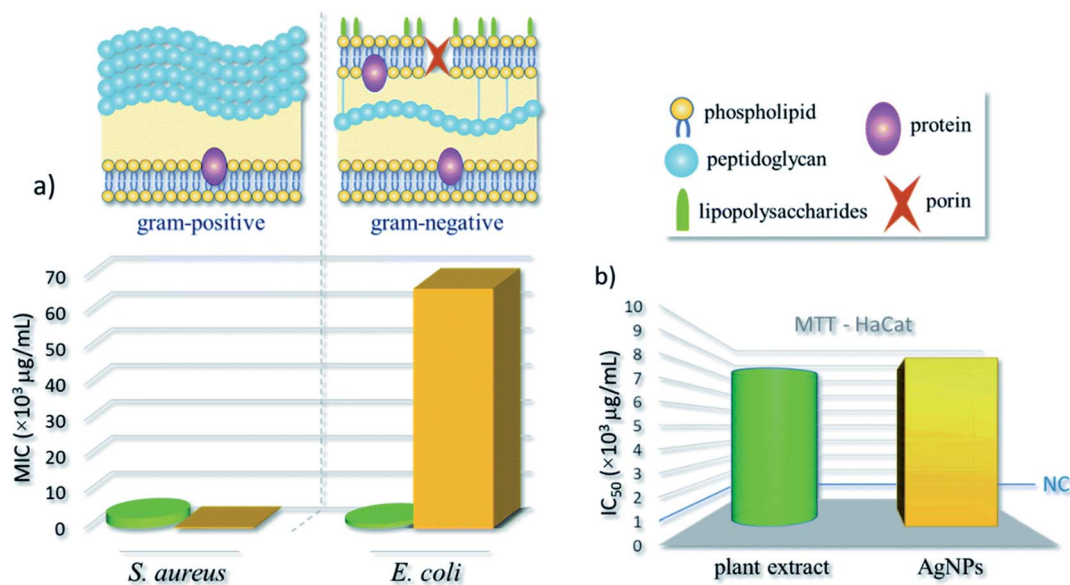 a)
gram-positive
gram-negative
phospholipid
peptidoglycan
lipopolysaccharides
protein
porin
MIC (×10³ µg/mL)
70
60
50
40
30
20
10
0
S. aureus
E. coli
b)
MTT - HaCat
IC₅₀ (×10³ µg/mL)
10
9
8
7
6
5
4
3
2
1
0
NC
plant extract
AgNPs